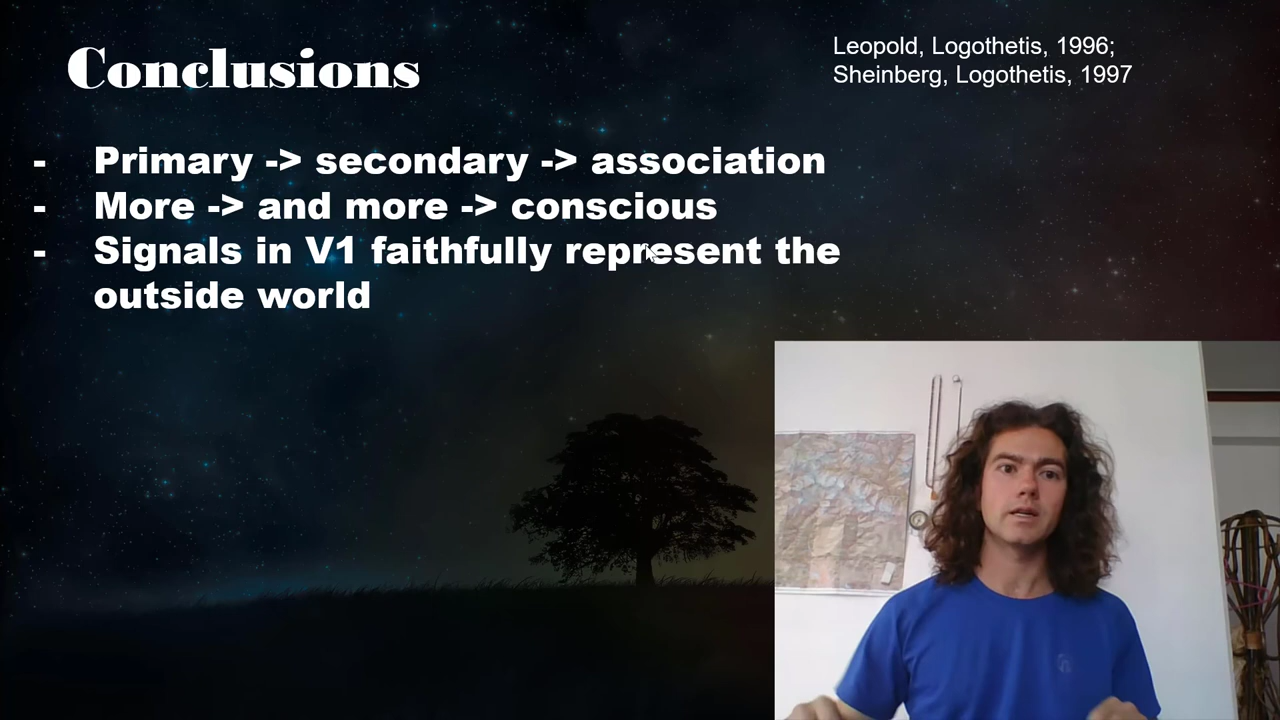 Conclusions
Leopold, Logothetis, 1996;
Sheinberg, Logothetis, 1997
- Primary -> secondary -> association
- More -> and more -> conscious
- Signals in V1 faithfully represent the
outside world